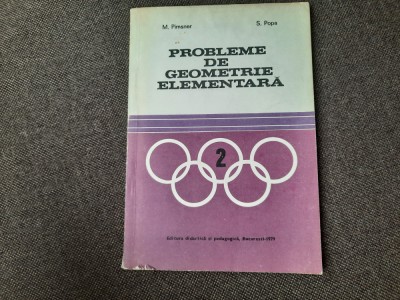 M. Pimsner S. Popa
PROBLEME
DE
GEOMETRIE
ELEMENTARĂ
2
Editura didactică și pedagogică, București-1979